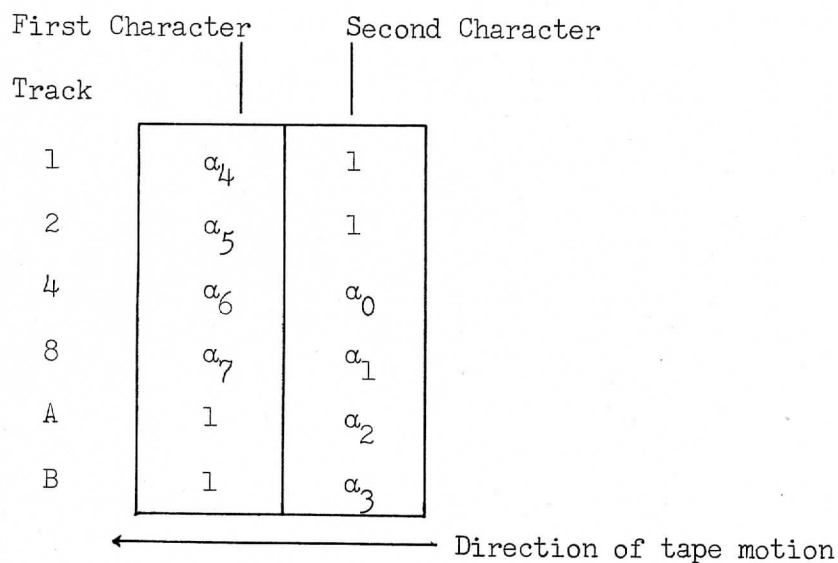 First Character Second Character
Track
1 α4 1
2 α5 1
4 α6 α0
8 α7 α1
A 1 α2
B 1 α3
Direction of tape motion